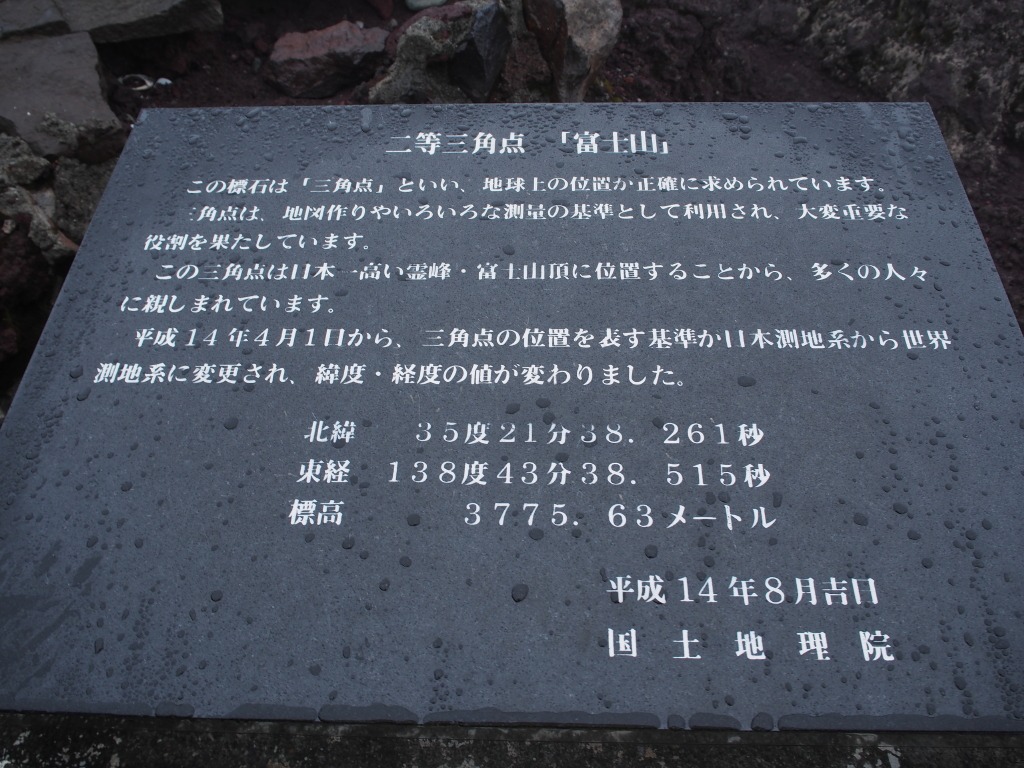 二等三角点 「富士山」
この標石は「三角点」といい、地球上の位置が正確に求められています。
三角点は、地図作りやいろいろな測量の基準として利用され、大変重要な
役割を果たしています。
この三角点は日本一高い霊峰・富士山頂に位置することから、多くの人々
に親しまれています。
平成14年4月1日から、三角点の位置を表す基準が日本測地系から世界
測地系に変更され、緯度・経度の値が変わりました。
北緯 35度21分38.261秒
東経 138度43分38.515秒
標高 3775.63メートル
平成14年8月吉日
国土地理院